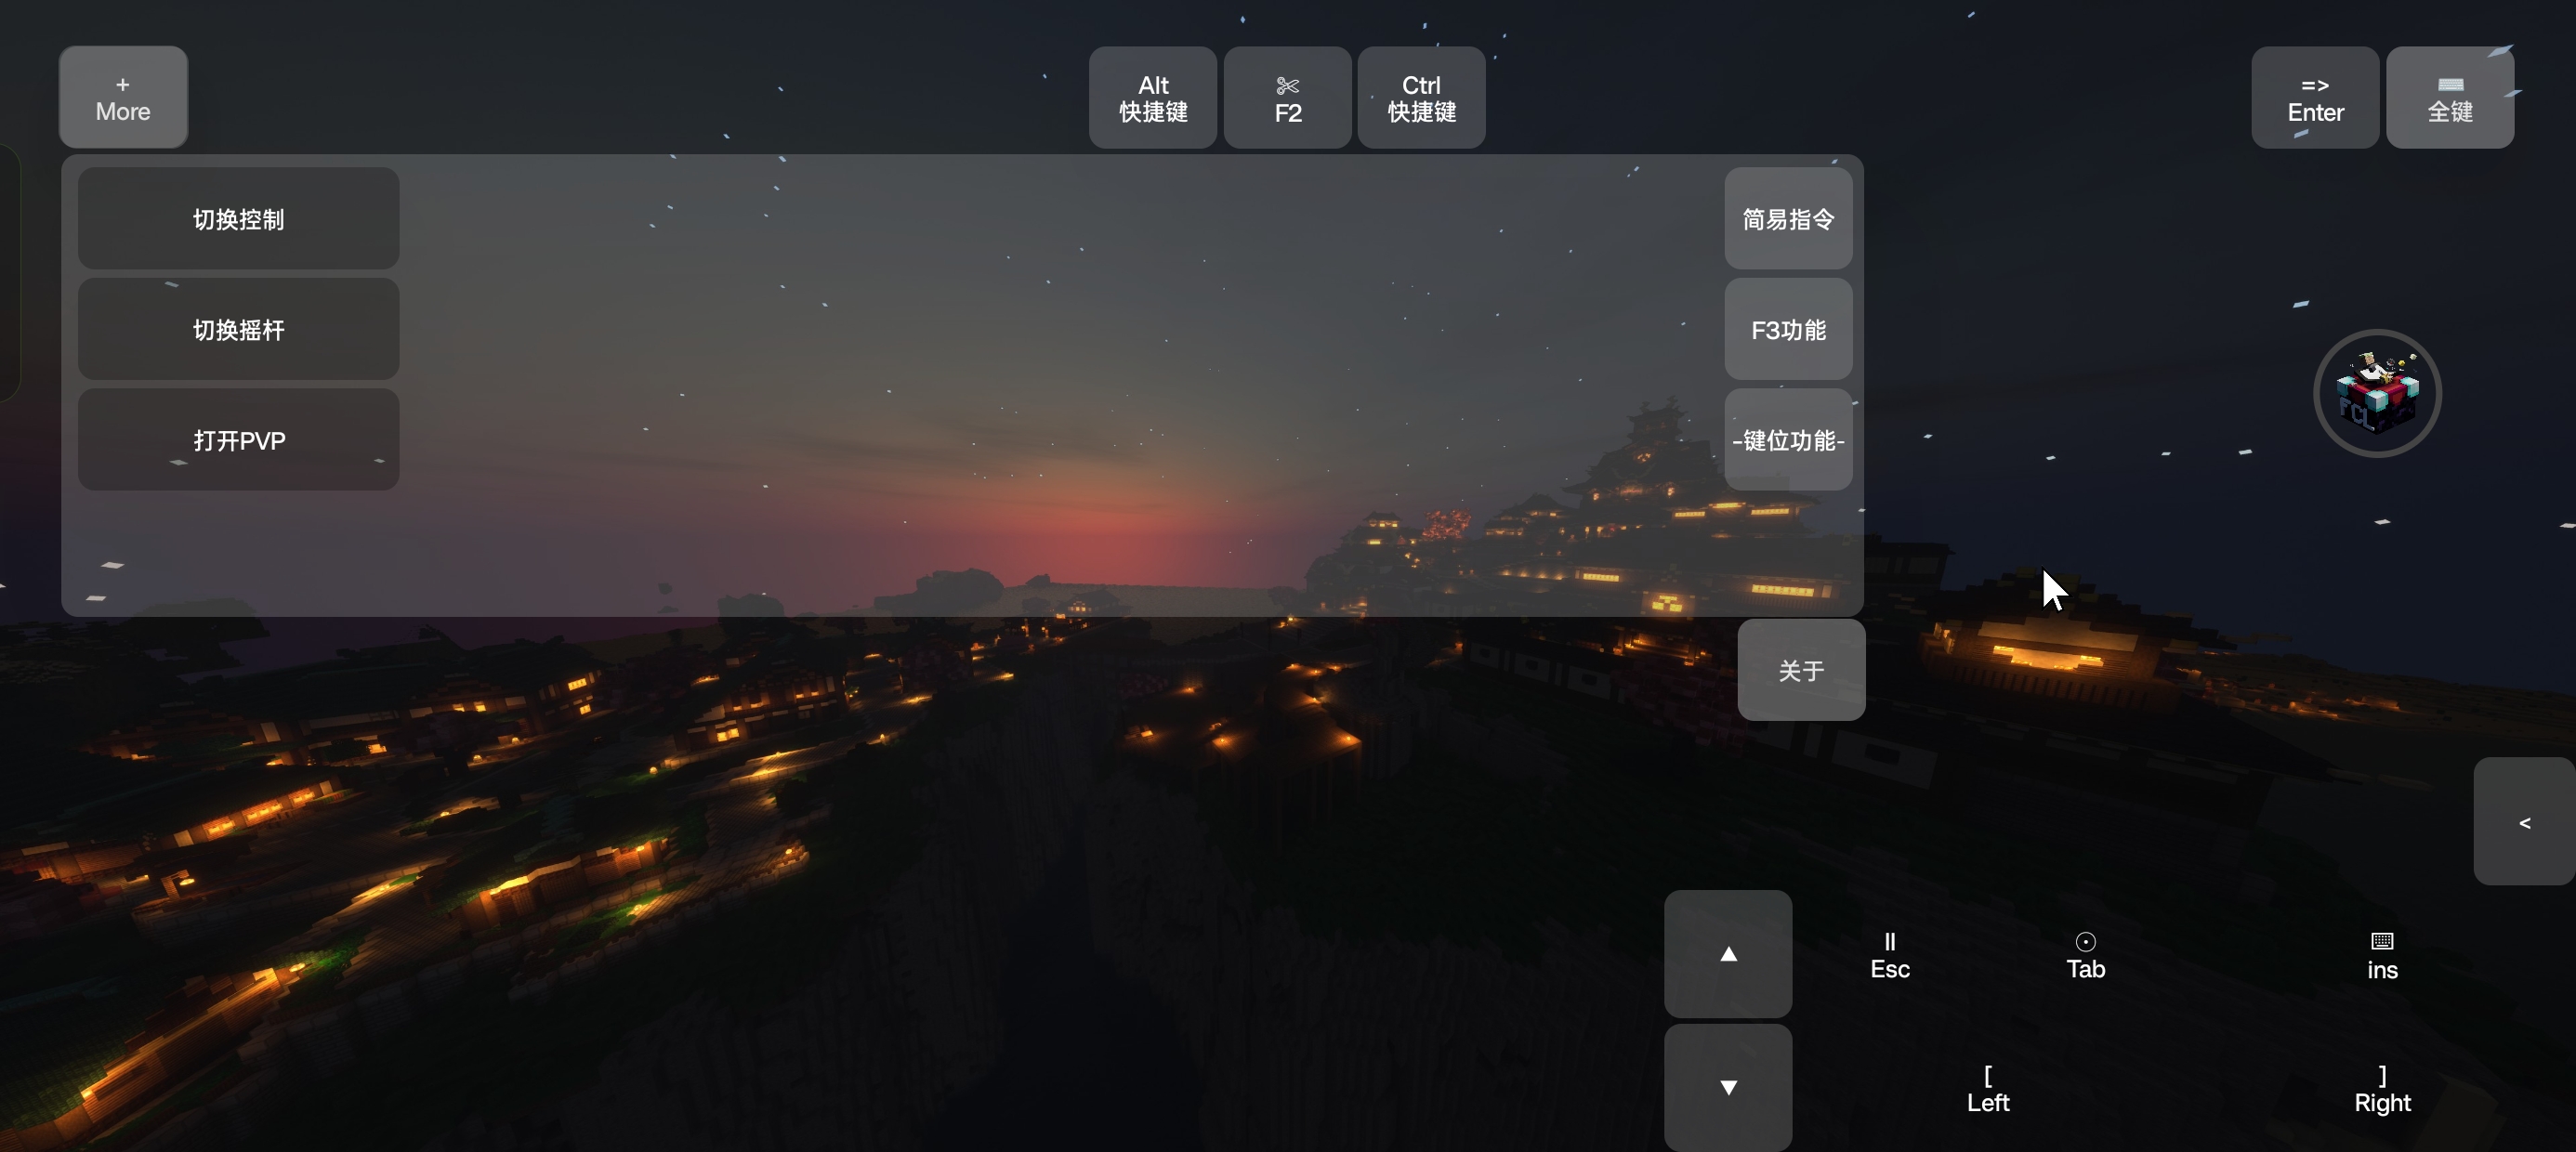 +
More
Alt
快捷键
✂
F2
Ctrl
快捷键
=>
Enter
⌨
全键
切换控制
简易指令
切换摇杆
F3功能
打开PVP
-键位功能-
FCL
关于
<
▲
II
Esc
⊙
Tab
⌨
ins
▼
[
Left
]
Right